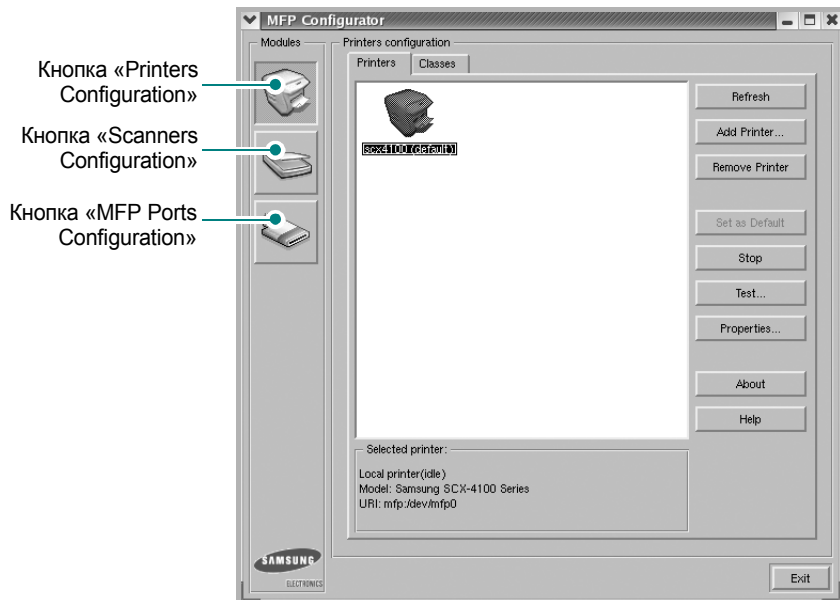 MFP Configurator
Modules
Кнопка «Printers
Configuration»
Кнопка «Scanners
Configuration»
Кнопка «MFP Ports
Configuration»
Printers configuration
Printers
Classes
scx4100 (default)
Refresh
Add Printer...
Remove Printer
Set as Default
Stop
Test...
Properties...
About
Help
Selected printer:
Local printer(idle)
Model: Samsung SCX-4100 Series
URI: mfp:/dev/mfp0
SAMSUNG
ELECTRONICS
Exit